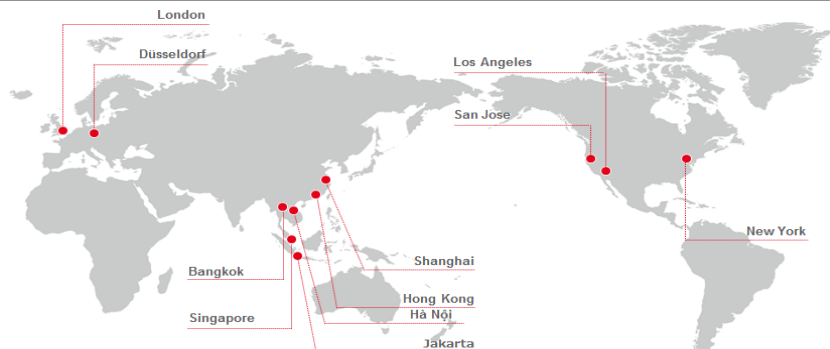 London
Düsseldorf
Los Angeles
San Jose
New York
Shanghai
Bangkok
Hong Kong
Hà Nội
Singapore
Jakarta